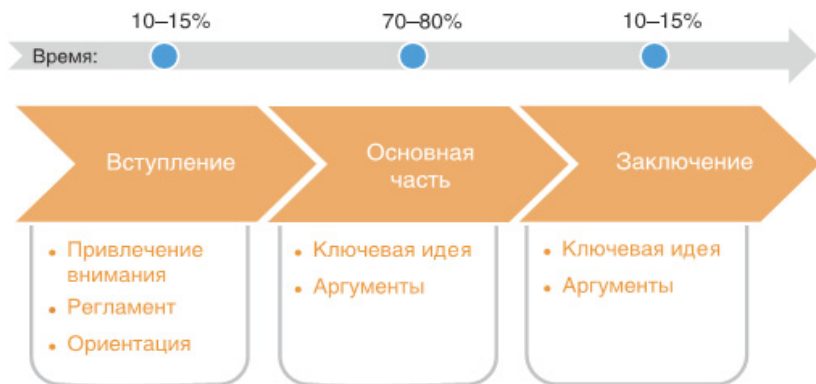 10–15%
70–80%
10–15%
Время:
Вступление
Основная
часть
Заключение
• Привлечение
внимания
• Регламент
• Ориентация
• Ключевая идея
• Аргументы
• Ключевая идея
• Аргументы